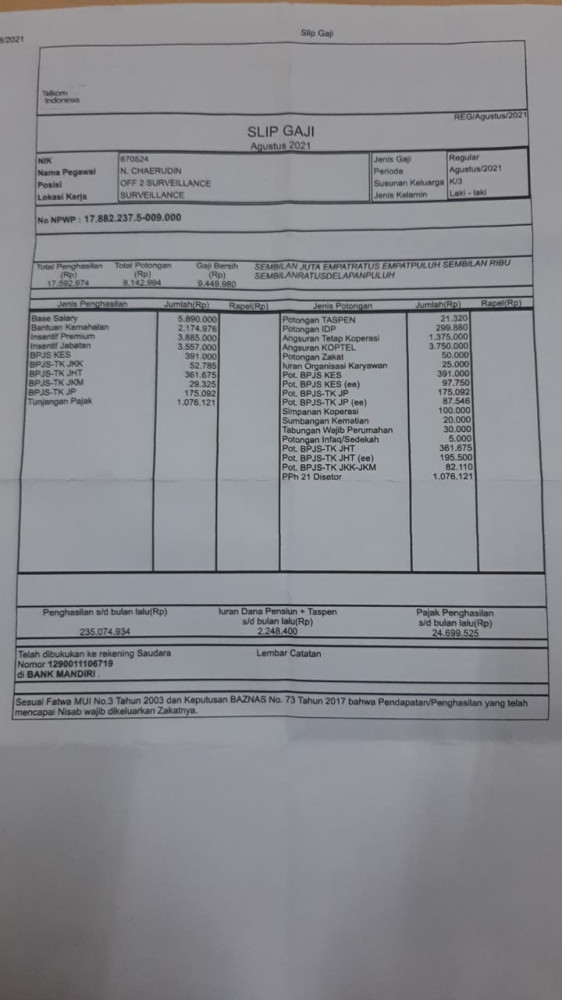 8/2021
Slip Gaji
Telkom
Indonesia
REG/Agustus/2021
SLIP GAJI
Agustus 2021
NIK 670524 Jenis Gaji Regular
Nama Pegawai N. CHAERUDIN Periode Agustus/2021
Posisi OFF 2 SURVEILLANCE Susunan Keluarga K/3
Lokasi Kerja SURVEILLANCE Jenis Kelamin Laki - laki
No NPWP : 17.882.237.5-009.000
Total Penghasilan Total Potongan Gaji Bersih SEMBILAN JUTA EMPATRATUS EMPATPULUH SEMBILAN RIBU
(Rp) (Rp) (Rp) SEMBILANRATUSDELAPANPULUH
17.592.974 8.142.994 9.449.980
Jenis Penghasilan Jumlah(Rp) Rapel(Rp) Jenis Potongan Jumlah(Rp) Rapel(Rp)
Base Salary 5.890.000 Potongan TASPEN 21.320
Bantuan Kemahalan 2.174.976 Potongan IDP 299.860
Insentif Premium 3.885.000 Angsuran Tetap Koperasi 1.375.000
Insentif Jabatan 3.557.000 Angsuran KOPTEL 3.750.000
BPJS KES 391.000 Potongan Zakat 50.000
BPJS-TK JKK 52.785 Iuran Organisasi Karyawan 25.000
BPJS-TK JHT 361.675 Pot. BPJS KES 391.000
BPJS-TK JKM 29.325 Pot. BPJS KES (ee) 97.750
BPJS-TK JP 175.092 Pot. BPJS-TK JP 175.092
Tunjangan Pajak 1.076.121 Pot. BPJS-TK JP (ee) 87.546
Simpanan Koperasi 100.000
Sumbangan Kematian 20.000
Tabungan Wajib Perumahan 30.000
Potongan Infaq/Sedekah 5.000
Pot. BPJS-TK JHT 361.675
Pot. BPJS-TK JHT (ee) 195.500
Pot. BPJS-TK JKK-JKM 82.110
PPh 21 Disetor 1.076.121
Penghasilan s/d bulan lalu(Rp) Iuran Dana Pensiun + Taspen Pajak Penghasilan
s/d bulan lalu(Rp) s/d bulan lalu(Rp)
235.074.934 2.248.400 24.699.525
Telah dibukukan ke rekening Saudara Lembar Catatan
Nomor 1290011106719
di BANK MANDIRI .
Sesuai Fatwa MUI No.3 Tahun 2003 dan Keputusan BAZNAS No. 73 Tahun 2017 bahwa Pendapatan/Penghasilan yang telah
mencapai Nisab wajib dikeluarkan Zakatnya.